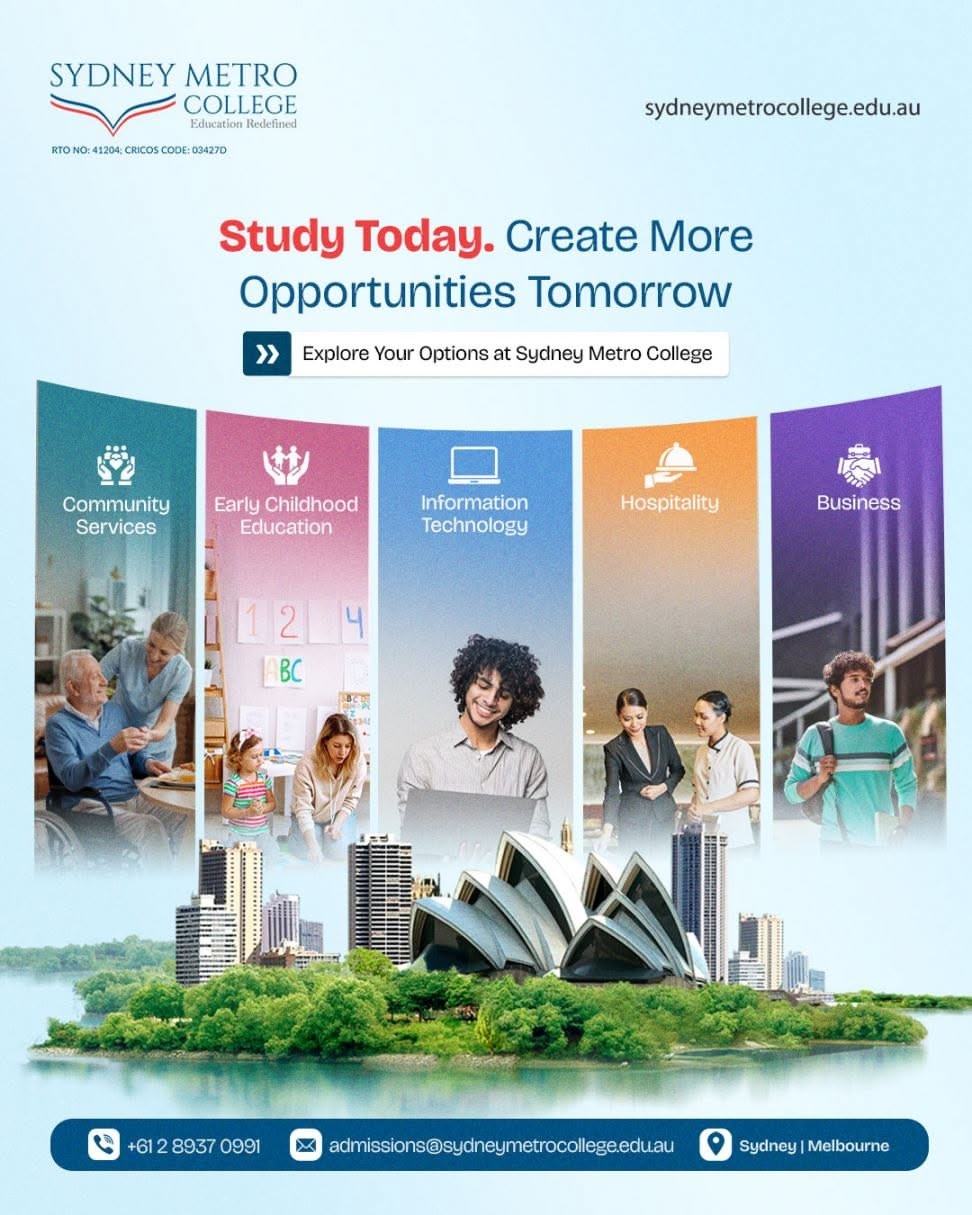 SYDNEY METRO
COLLEGE
Education Redefined
RTO NO: 41204; CRICOS CODE: 03427D
sydneymetrocollege.edu.au
Study Today. Create More
Opportunities Tomorrow
Explore Your Options at Sydney Metro College
Community
Services
Early Childhood
Education
Information
Technology
Hospitality
Business
1 2 4
ABC
+61 2 8937 0991
admissions@sydneymetrocollege.edu.au
Sydney | Melbourne